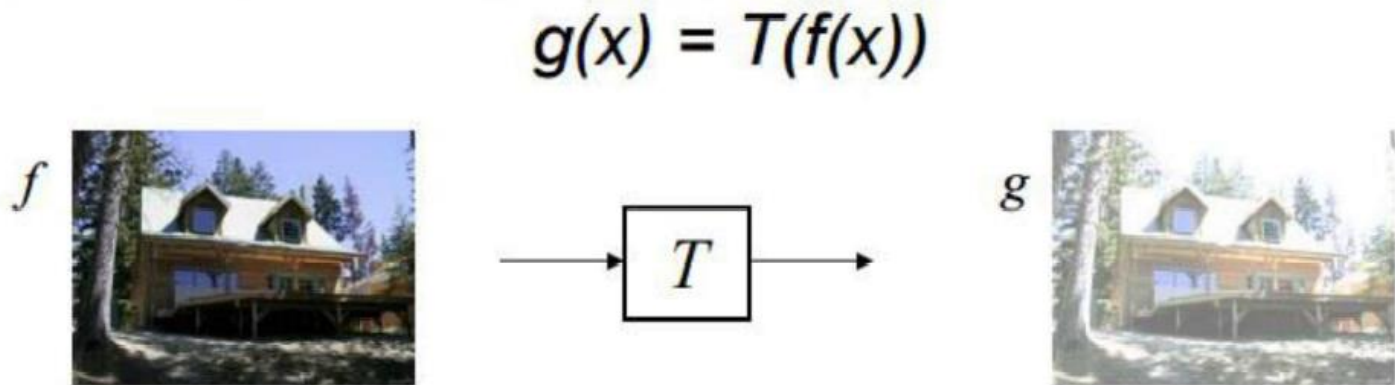 g(x) = T(f(x))
f
T
g